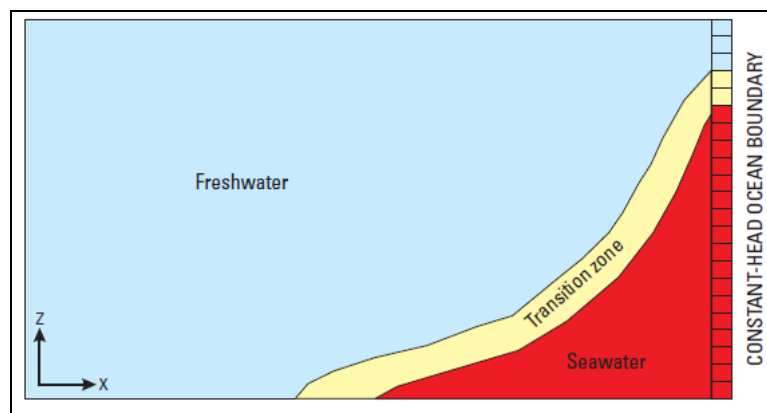 Freshwater
Transition zone
Seawater
Z
X
CONSTANT-HEAD OCEAN BOUNDARY